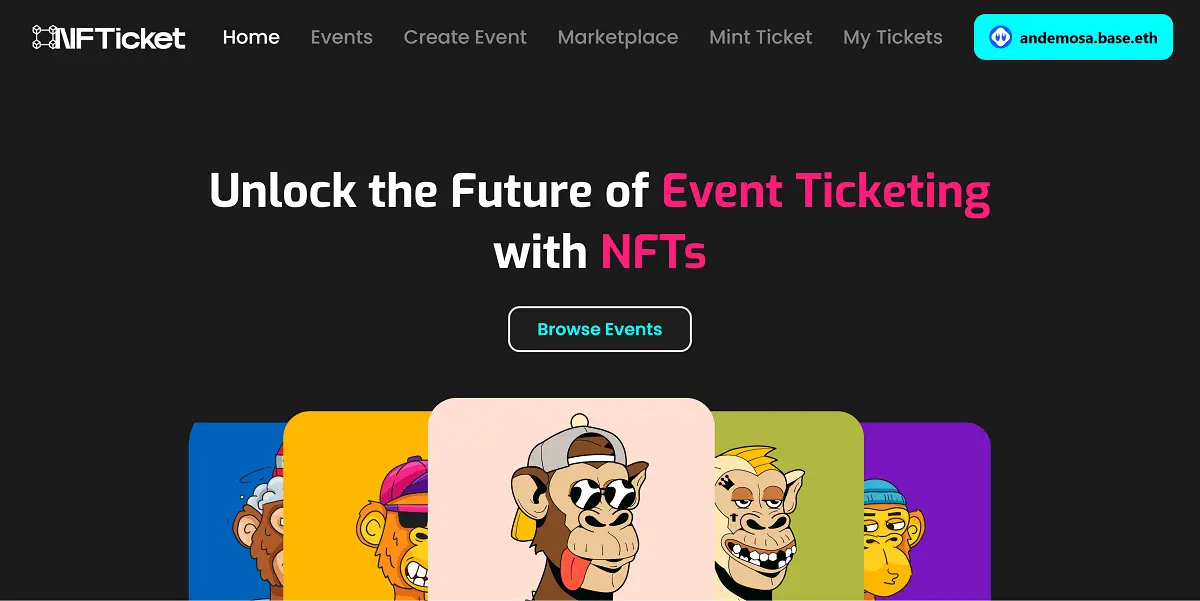 NFTicket Home Events Create Event Marketplace Mint Ticket My Tickets andemosa.base.eth
Unlock the Future of Event Ticketing
with NFTs
Browse Events